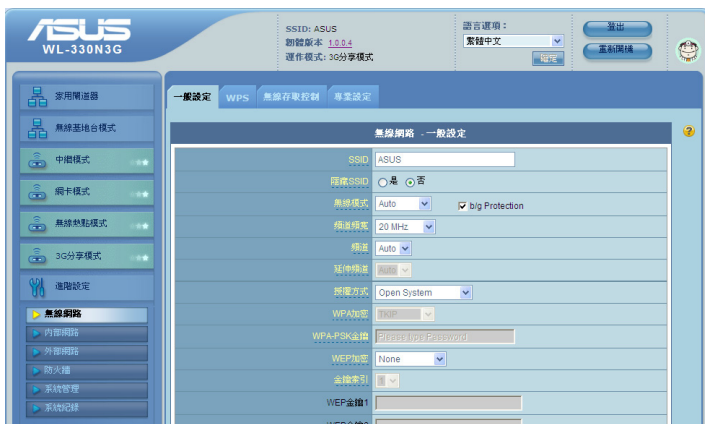 ASUS
WL-330N3G
SSID: ASUS
韌體版本 1.0.0.4
運作模式: 3G分享模式
語言選項：
繁體中文
確定
登出
重新開機
家用閘道器
無線基地台模式
中繼模式
網卡模式
無線熱點模式
3G分享模式
進階設定
無線網路
內部網路
外部網路
防火牆
系統管理
系統紀錄
一般設定 WPS 無線存取控制 專業設定
無線網路 - 一般設定
SSID ASUS
隱藏SSID 是 否
無線模式 Auto b/g Protection
頻道頻寬 20 MHz
頻道 Auto
延伸頻道 Auto
授權方式 Open System
WPA加密 TKIP
WPA-PSK金鑰 Please type Password
WEP加密 None
金鑰索引 1
WEP金鑰1